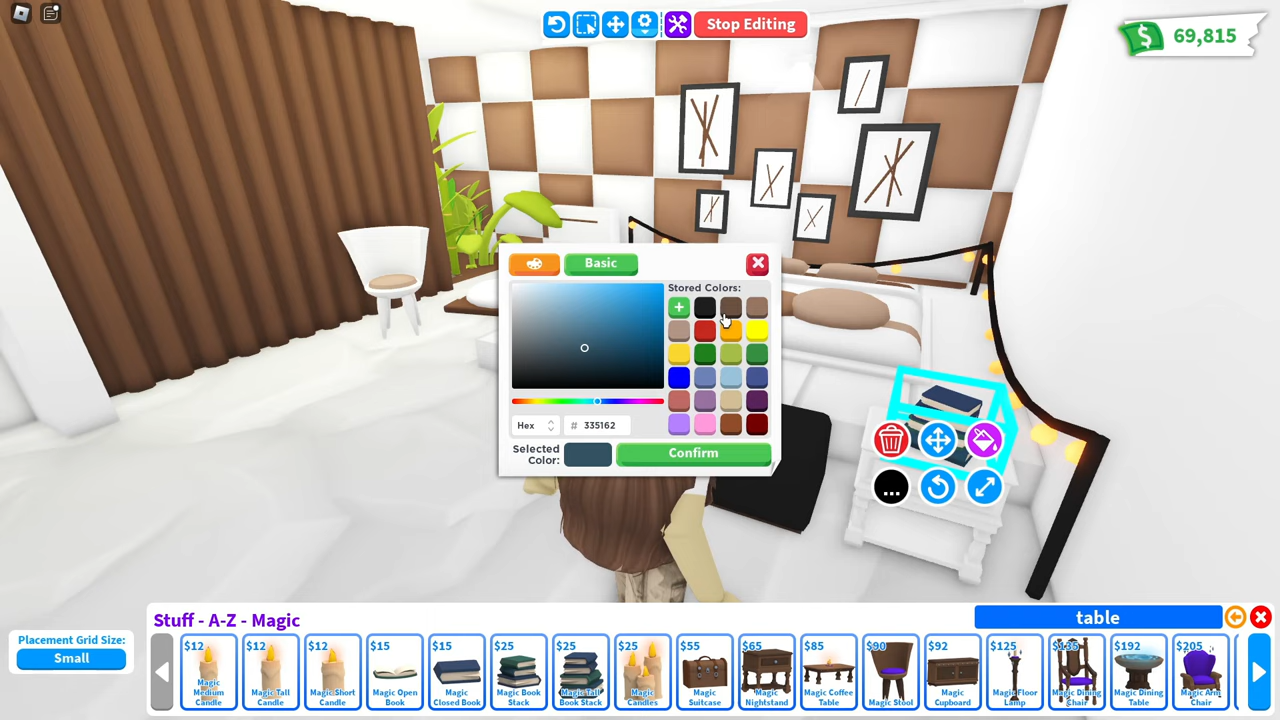 Stop Editing
$ 69,815
Basic
Stored Colors:
+
Hex # 335162
Selected
Color:
Confirm
...
Stuff - A-Z - Magic
table
Placement Grid Size:
Small
$12
Magic
Medium
Candle
$12
Magic Tall
Candle
$12
Magic Short
Candle
$15
Magic Open
Book
$15
Magic
Closed Book
$25
Magic Book
Stack
$25
Magic Tall
Book Stack
$25
Magic
Candles
$55
Magic
Suitcase
$65
Magic
Nightstand
$85
Magic Coffee
Table
$90
Magic Stool
$92
Magic
Cupboard
$125
Magic Floor
Lamp
$135
Magic Dining
Chair
$192
Magic Dining
Table
$205
Magic Arm
Chair